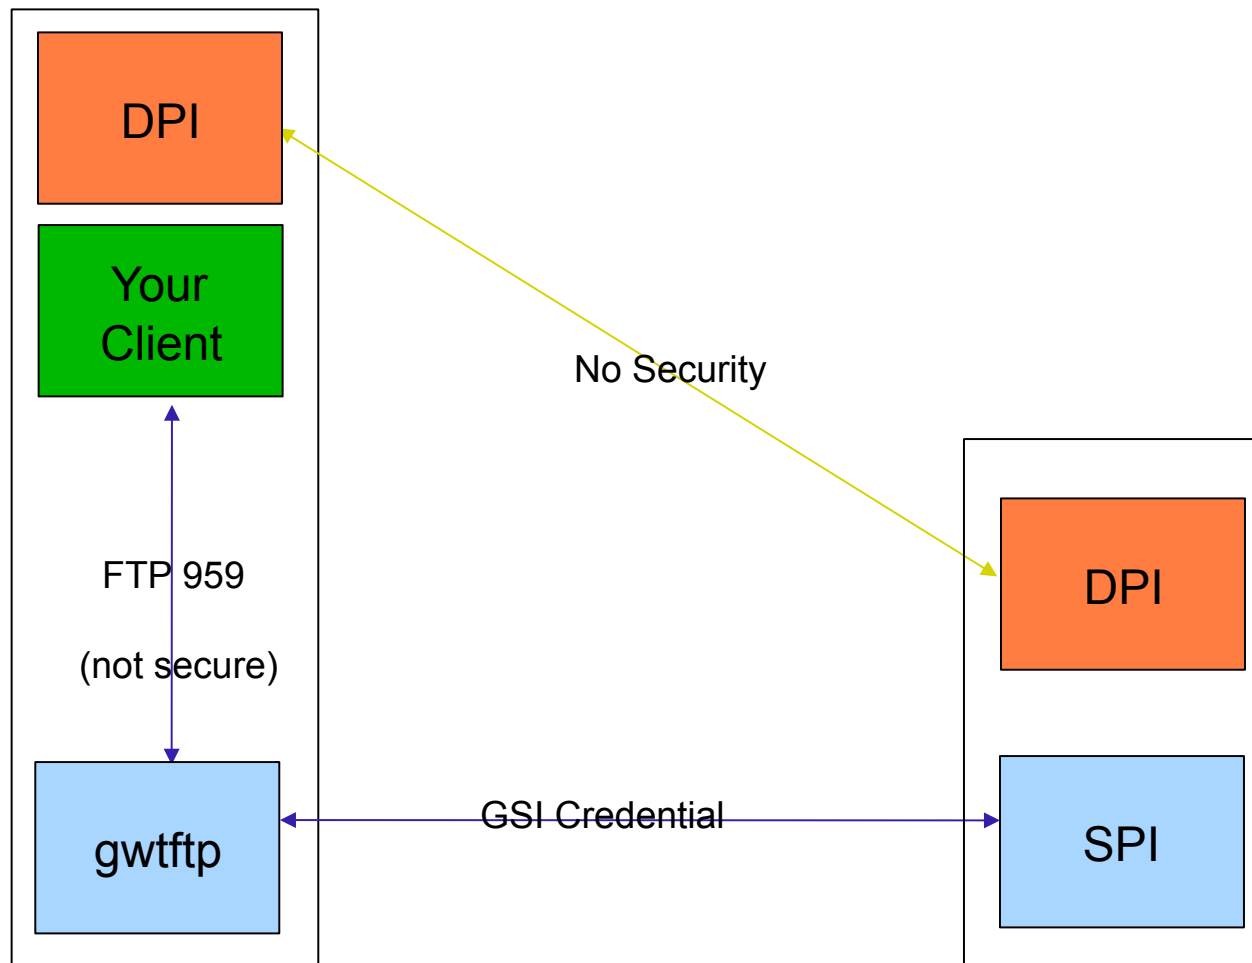 DPI
Your
Client
No Security
FTP 959
(not secure)
DPI
gwtftp
GSI Credential
SPI